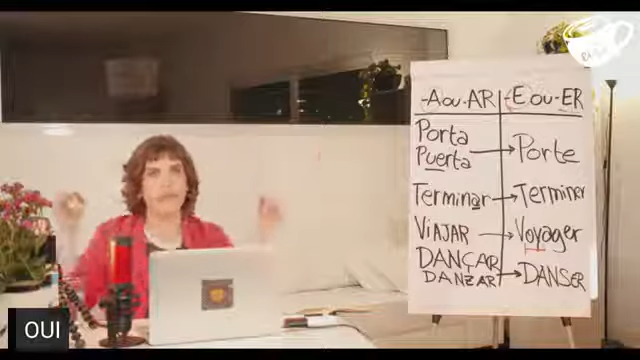 -A ou -AR -E ou -ER
Porta
Puerta → Porte
Terminar → Terminer
VIAJAR → Voyager
DANÇAR
DANZAR → DANSER
OUI